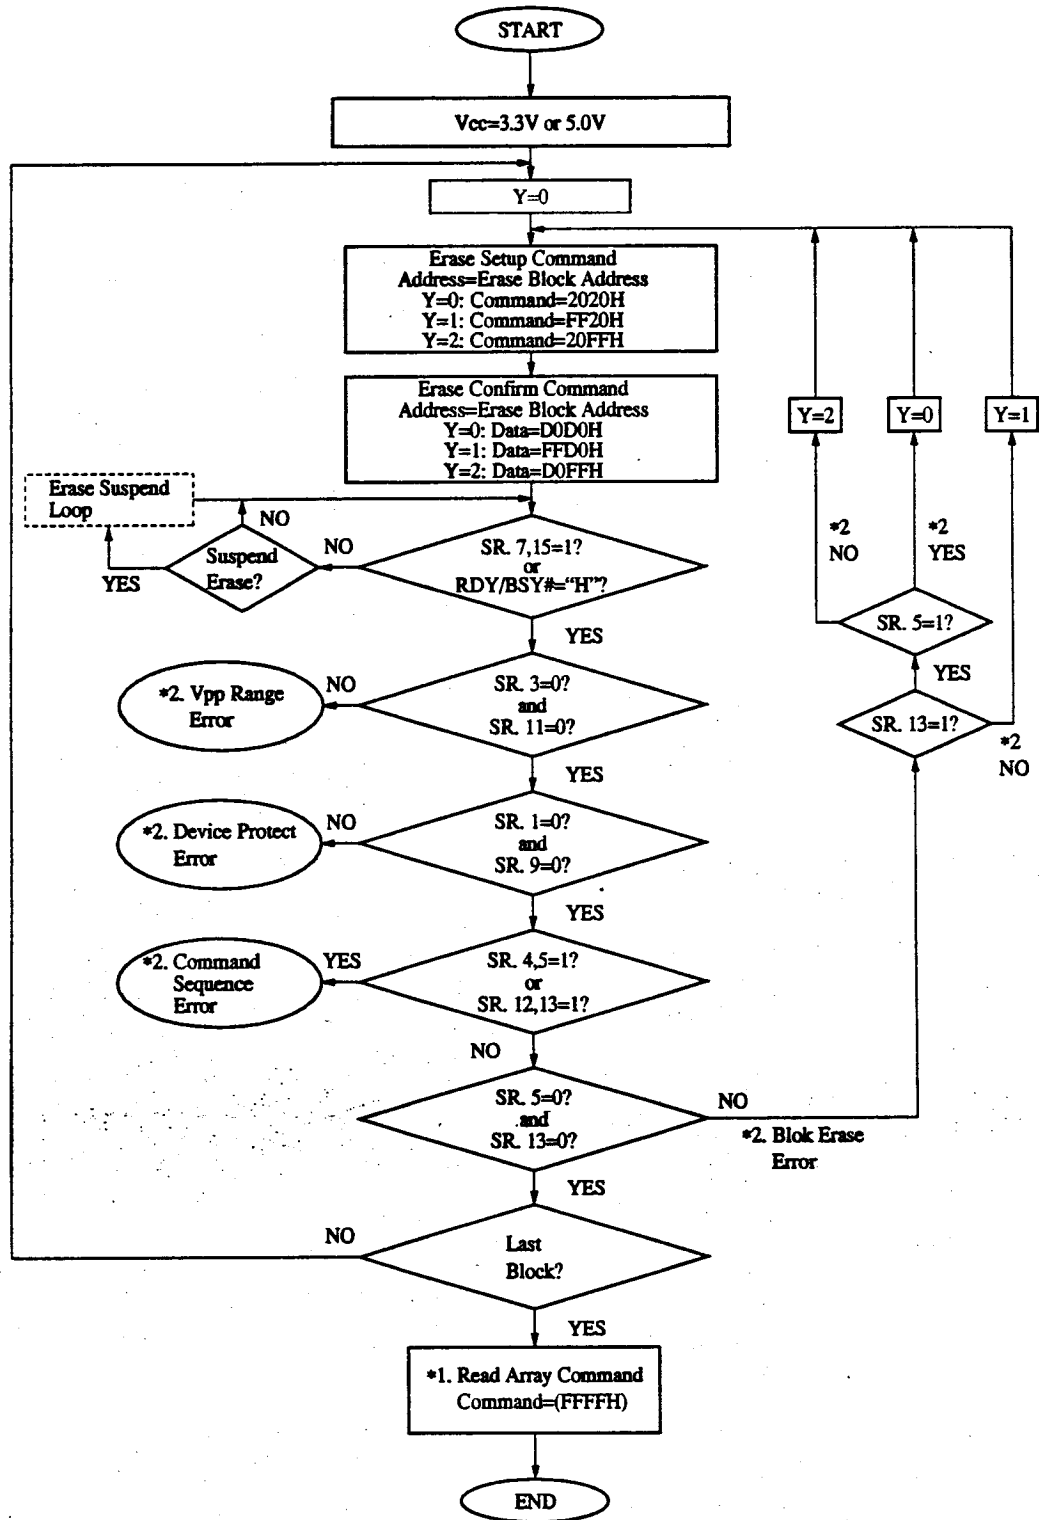 START
Vcc=3.3V or 5.0V
Y=0
Erase Setup Command
Address=Erase Block Address
Y=0: Command=2020H
Y=1: Command=FF20H
Y=2: Command=20FFH
Erase Confirm Command
Address=Erase Block Address
Y=0: Data=D0D0H
Y=1: Data=FFD0H
Y=2: Data=D0FFH
Y=2
Y=0
Y=1
Erase Suspend
Loop
NO
YES
Suspend
Erase?
NO
SR. 7,15=1?
or
RDY/BSY#="H"?
YES
*2
NO
*2
YES
SR. 5=1?
YES
SR. 13=1?
*2
NO
*2. Vpp Range
Error
NO
SR. 3=0?
and
SR. 11=0?
YES
*2. Device Protect
Error
NO
SR. 1=0?
and
SR. 9=0?
YES
*2. Command
Sequence
Error
YES
SR. 4,5=1?
or
SR. 12,13=1?
NO
SR. 5=0?
and
SR. 13=0?
NO
*2. Blok Erase
Error
YES
NO
Last
Block?
YES
*1. Read Array Command
Command=(FFFFH)
END